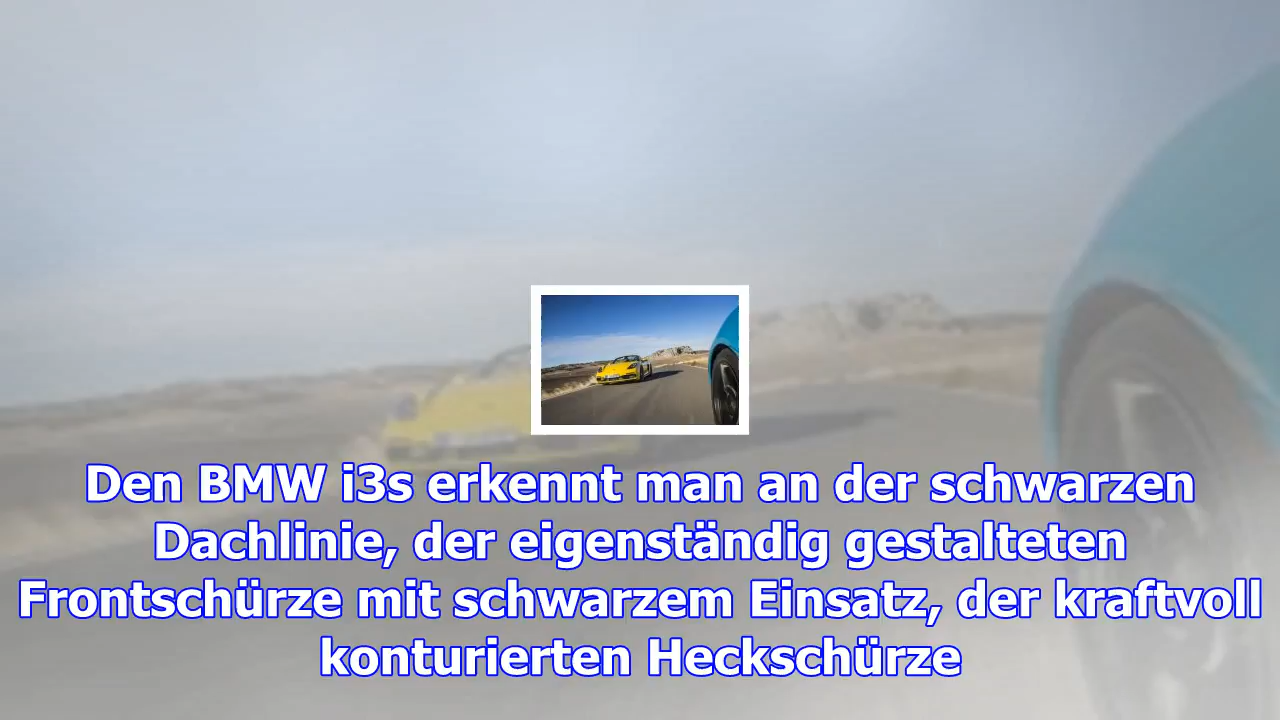 Den BMW i3s erkennt man an der schwarzen
Dachlinie, der eigenständig gestalteten
Frontschürze mit schwarzem Einsatz, der kraftvoll
konturierten Heckschürze